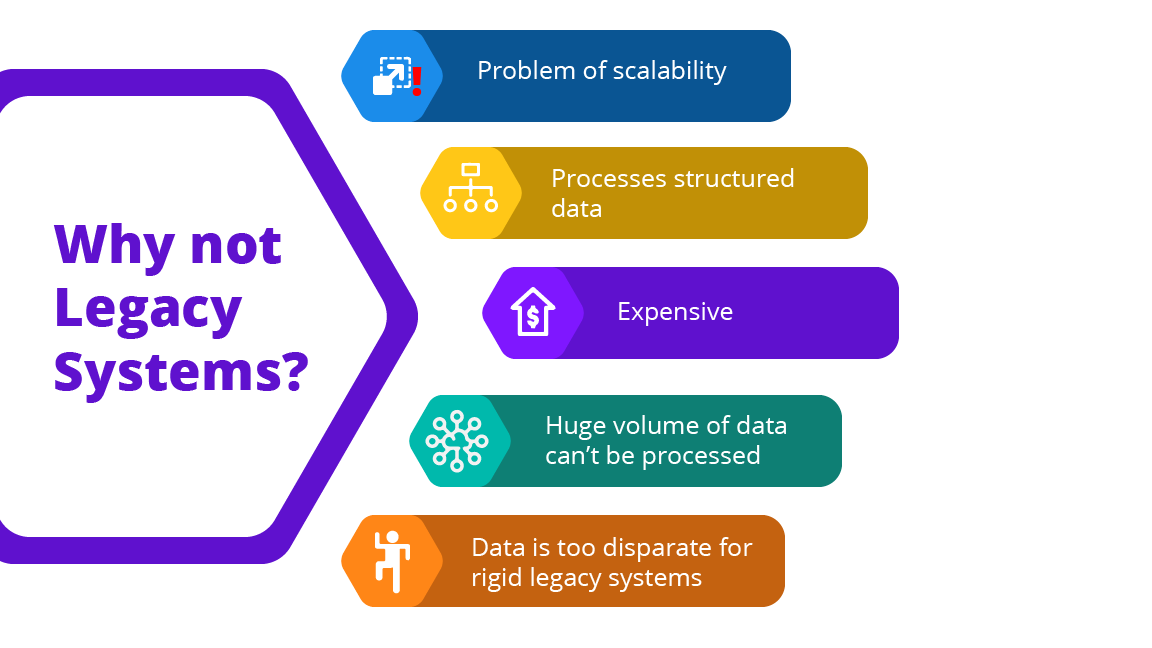 Why not
Legacy
Systems?
Problem of scalability
Processes structured
data
Expensive
$
Huge volume of data
can’t be processed
Data is too disparate for
rigid legacy systems